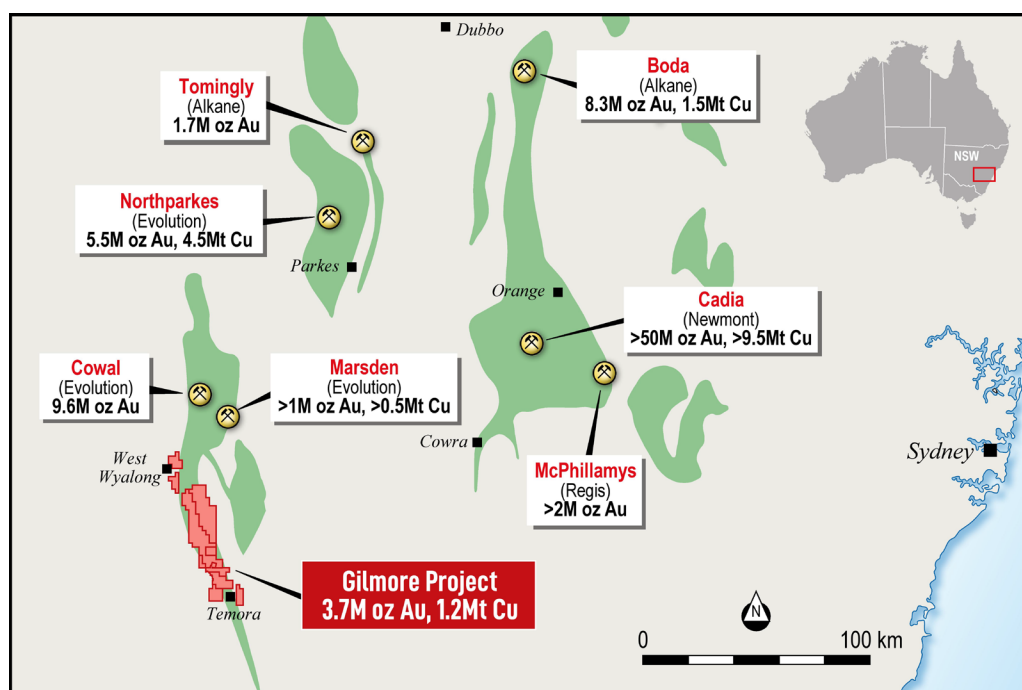 Dubbo
Tomingly
(Alkane)
1.7M oz Au
Boda
(Alkane)
8.3M oz Au, 1.5Mt Cu
NSW
Northparkes
(Evolution)
5.5M oz Au, 4.5Mt Cu
Parkes
Orange
Cadia
(Newmont)
>50M oz Au, >9.5Mt Cu
Cowal
(Evolution)
9.6M oz Au
Marsden
(Evolution)
>1M oz Au, >0.5Mt Cu
Cowra
West
Wyalong
McPhillamys
(Regis)
>2M oz Au
Sydney
Gilmore Project
3.7M oz Au, 1.2Mt Cu
Temora
N
0 100 km